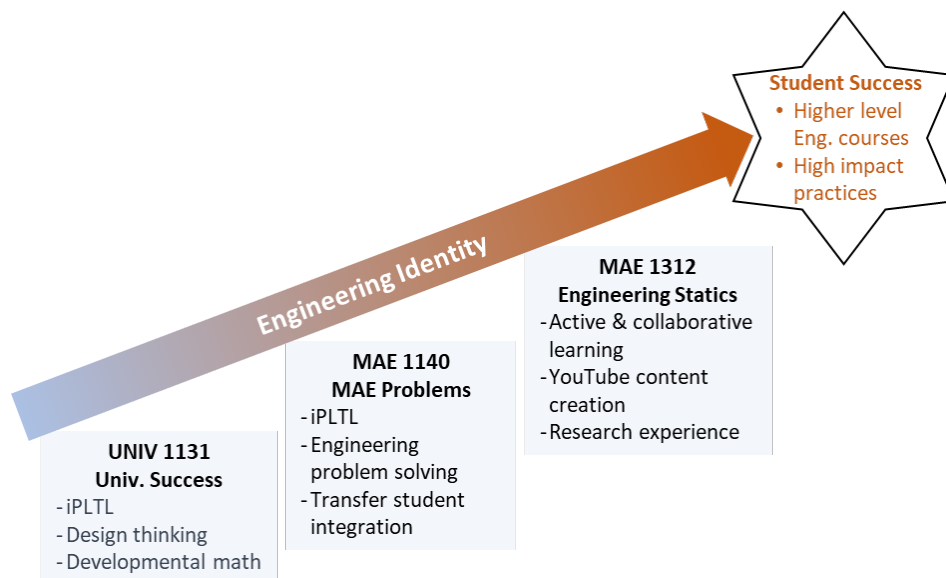 Student Success
• Higher level
Eng. courses
• High impact
practices
Engineering Identity
MAE 1312
Engineering Statics
-Active & collaborative
learning
-YouTube content
creation
-Research experience
MAE 1140
MAE Problems
-iPLTL
-Engineering
problem solving
-Transfer student
integration
UNIV 1131
Univ. Success
-iPLTL
-Design thinking
-Developmental math